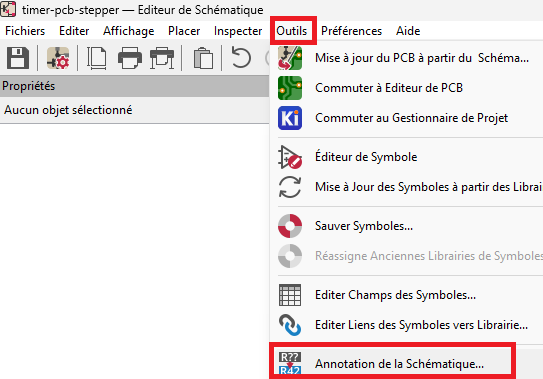 timer-pcb-stepper — Editeur de Schématique
Fichiers Editer Affichage Placer Inspecter Outils Préférences Aide
Propriétés
Aucun objet sélectionné
Mise à jour du PCB à partir du Schéma...
Commuter à Editeur de PCB
Ki
Commuter au Gestionnaire de Projet
Éditeur de Symbole
Mise à Jour des Symboles à partir des Librai
Sauver Symboles...
Réassigne Anciennes Librairies de Symboles
Editer Champs des Symboles...
Editer Liens des Symboles vers Librairie...
R??
R42
Annotation de la Schématique...